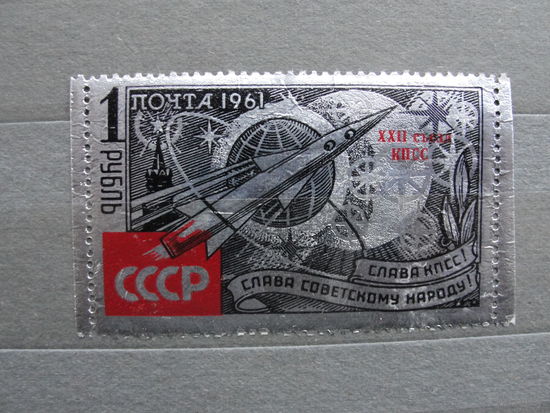 1 РУБЛЬ
ПОЧТА 1961
XXII съезд
КПСС
СССР
СЛАВА КПСС!
СЛАВА СОВЕТСКОМУ НАРОДУ!